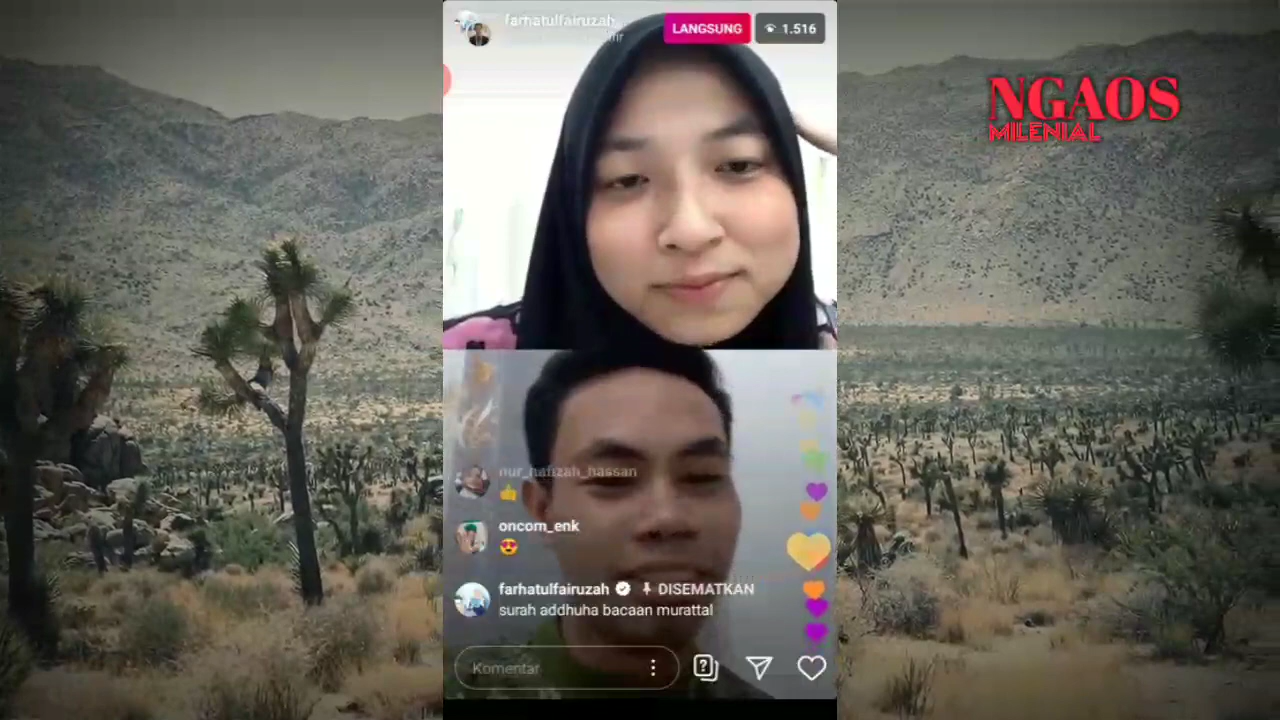 farhatulfairuzah
LANGSUNG
1.516
NGAOS
MILENIAL
nur_hafizah_hassan
oncom_enk
farhatulfairuzah DISEMATKAN
surah addhuha bacaan murattal
Komentar